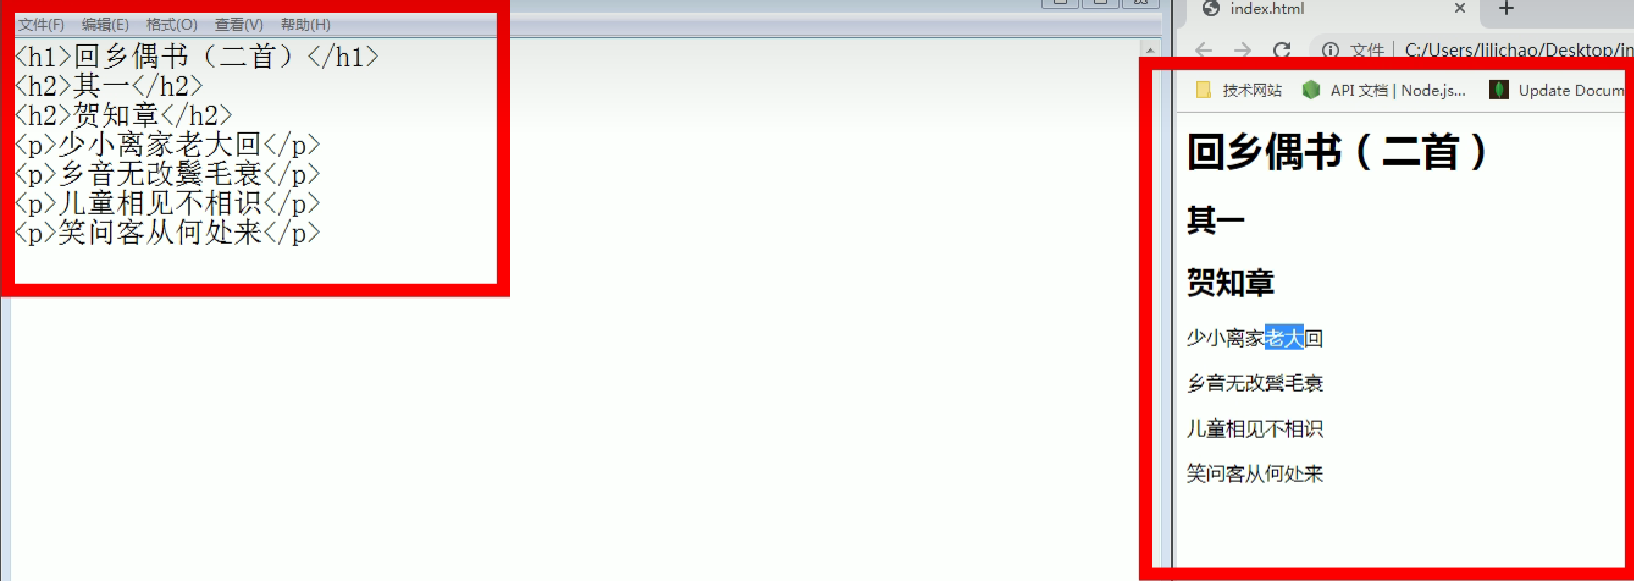 文件(F) 编辑(E) 格式(O) 查看(V) 帮助(H)
<h1>回乡偶书（二首）</h1>
<h2>其一</h2>
<h2>贺知章</h2>
<p>少小离家老大回</p>
<p>乡音无改鬓毛衰</p>
<p>儿童相见不相识</p>
<p>笑问客从何处来</p>
index.html
文件 C:/Users/lilichao/Desktop/in
技术网站 API 文档 | Node.js... Update Docum
回乡偶书（二首）
其一
贺知章
少小离家老大回
乡音无改鬓毛衰
儿童相见不相识
笑问客从何处来